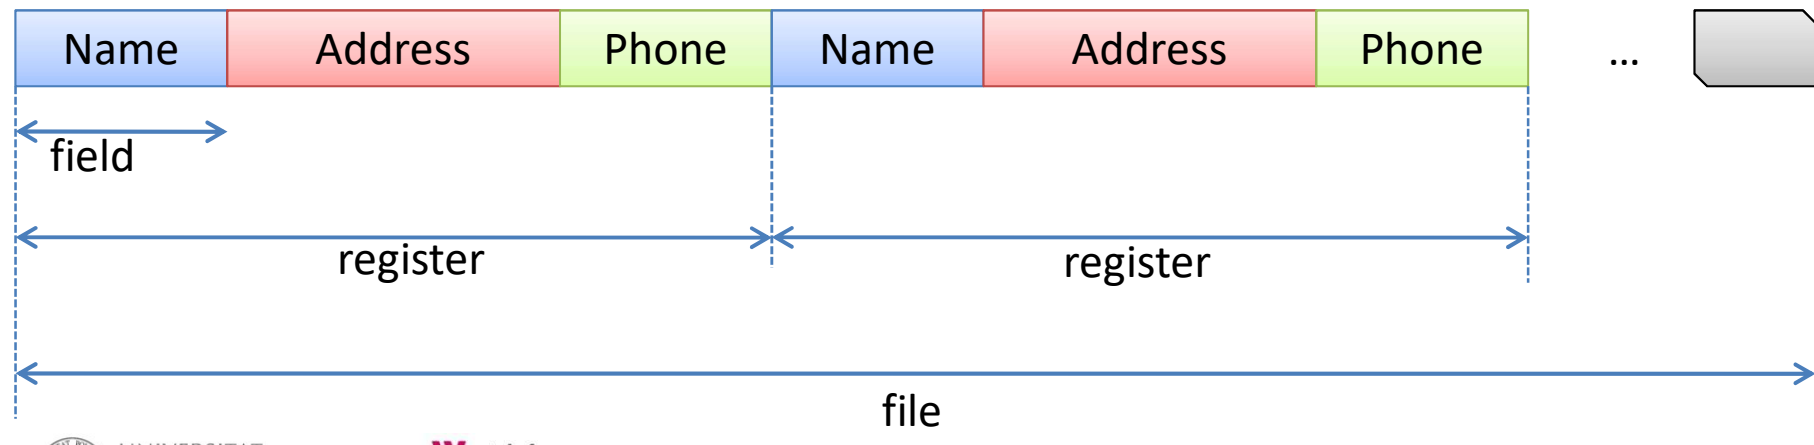 Name Address Phone Name Address Phone ...
field
register register
file